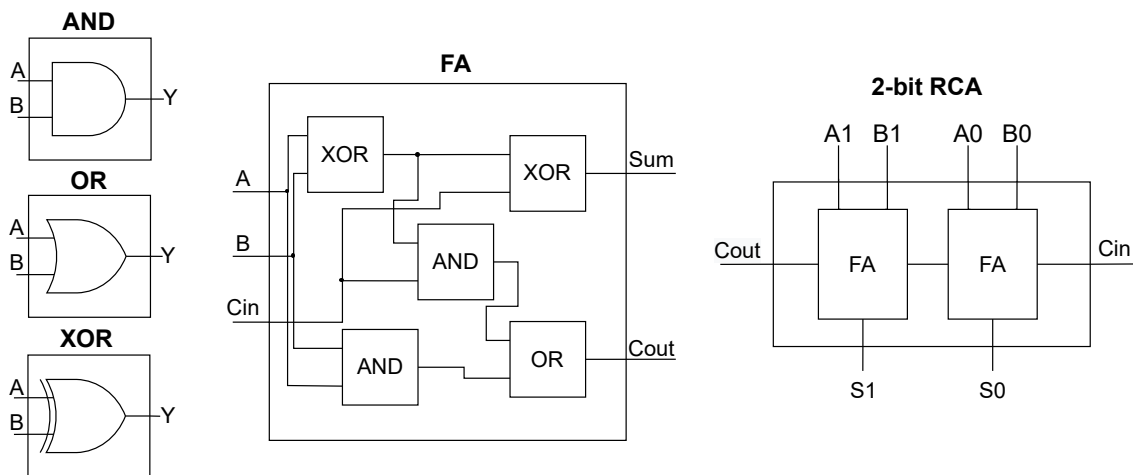 AND
A
B
Y
OR
A
B
Y
XOR
A
B
Y
FA
A
B
Cin
XOR
XOR
AND
AND
OR
Sum
Cout
2-bit RCA
A1 B1 A0 B0
Cout
FA
FA
Cin
S1 S0